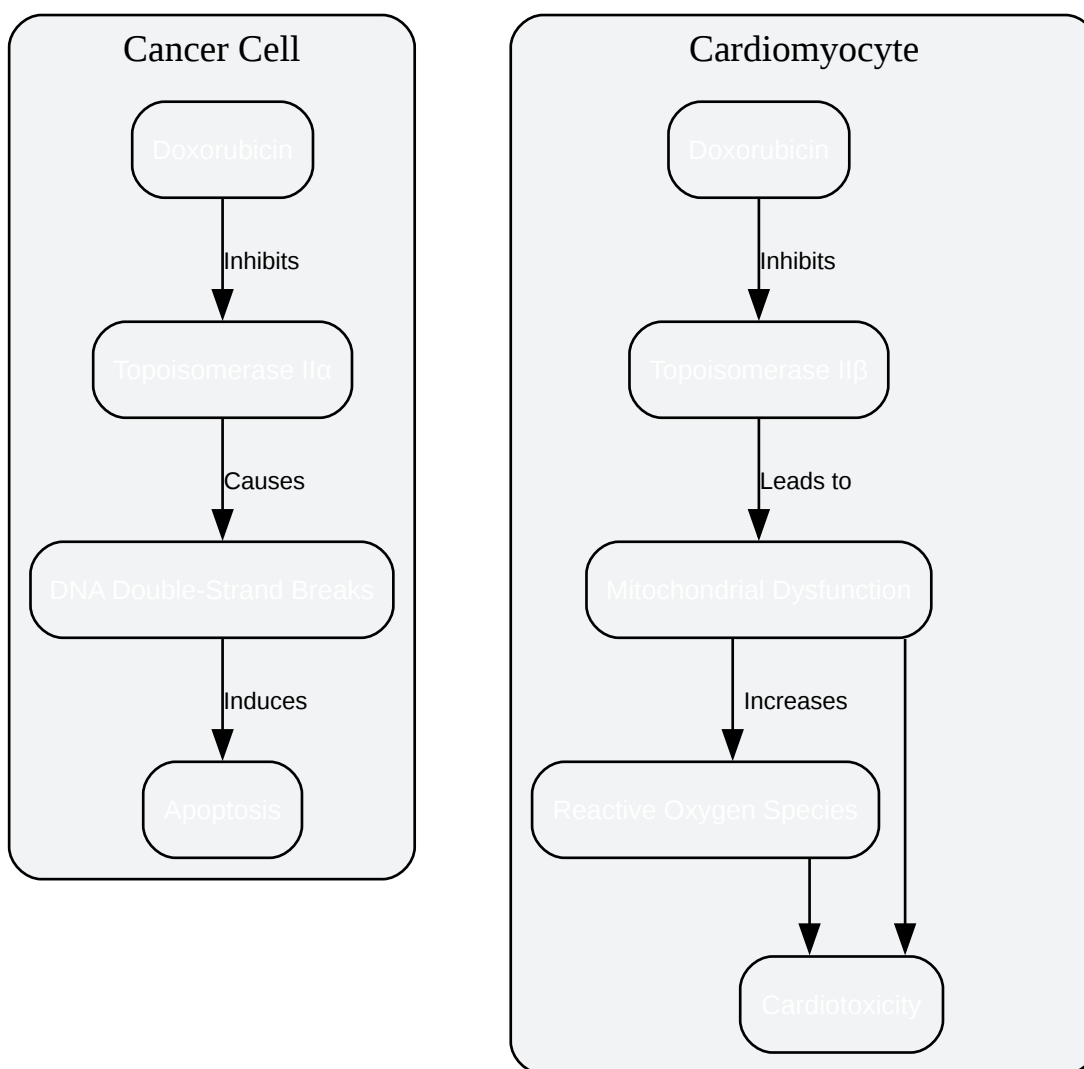 Cancer Cell
Doxorubicin
Inhibits
Topoisomerase IIα
Causes
DNA Double-Strand Breaks
Induces
Apoptosis
Cardiomyocyte
Doxorubicin
Inhibits
Topoisomerase IIβ
Leads to
Mitochondrial Dysfunction
Increases
Reactive Oxygen Species
Cardiotoxicity